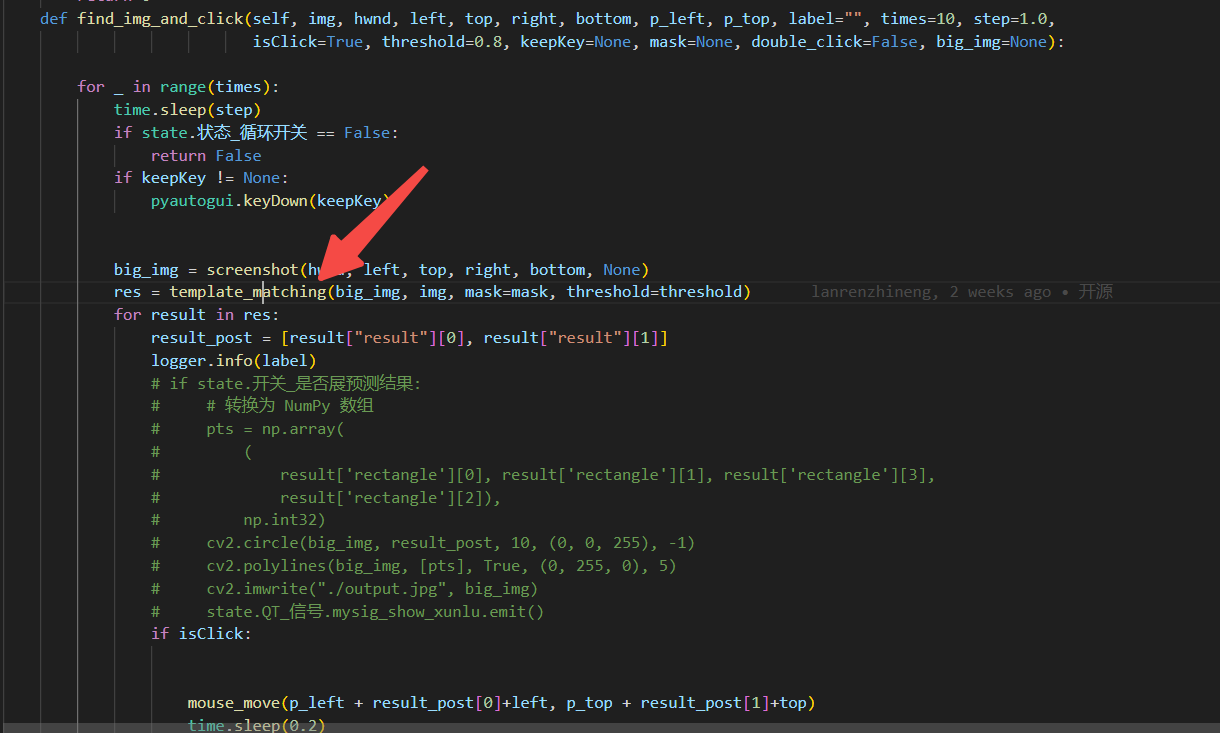 def find_img_and_click(self, img, hwnd, left, top, right, bottom, p_left, p_top, label="", times=10, step=1.0,
isClick=True, threshold=0.8, keepKey=None, mask=None, double_click=False, big_img=None):
for _ in range(times):
time.sleep(step)
if state.状态_循环开关 == False:
return False
if keepKey != None:
pyautogui.keyDown(keepKey)
big_img = screenshot(hwnd, left, top, right, bottom, None)
res = template_matching(big_img, img, mask=mask, threshold=threshold) lanrenzhineng, 2 weeks ago • 开源
for result in res:
result_post = [result["result"][0], result["result"][1]]
logger.info(label)
# if state.开关_是否展预测结果:
# # 转换为 NumPy 数组
# pts = np.array(
# (
# result['rectangle'][0], result['rectangle'][1], result['rectangle'][3],
# result['rectangle'][2]),
# np.int32)
# cv2.circle(big_img, result_post, 10, (0, 0, 255), -1)
# cv2.polylines(big_img, [pts], True, (0, 255, 0), 5)
# cv2.imwrite("./output.jpg", big_img)
# state.QT_信号.mysig_show_xunlu.emit()
if isClick:
mouse_move(p_left + result_post[0]+left, p_top + result_post[1]+top)
time.sleep(0.2)